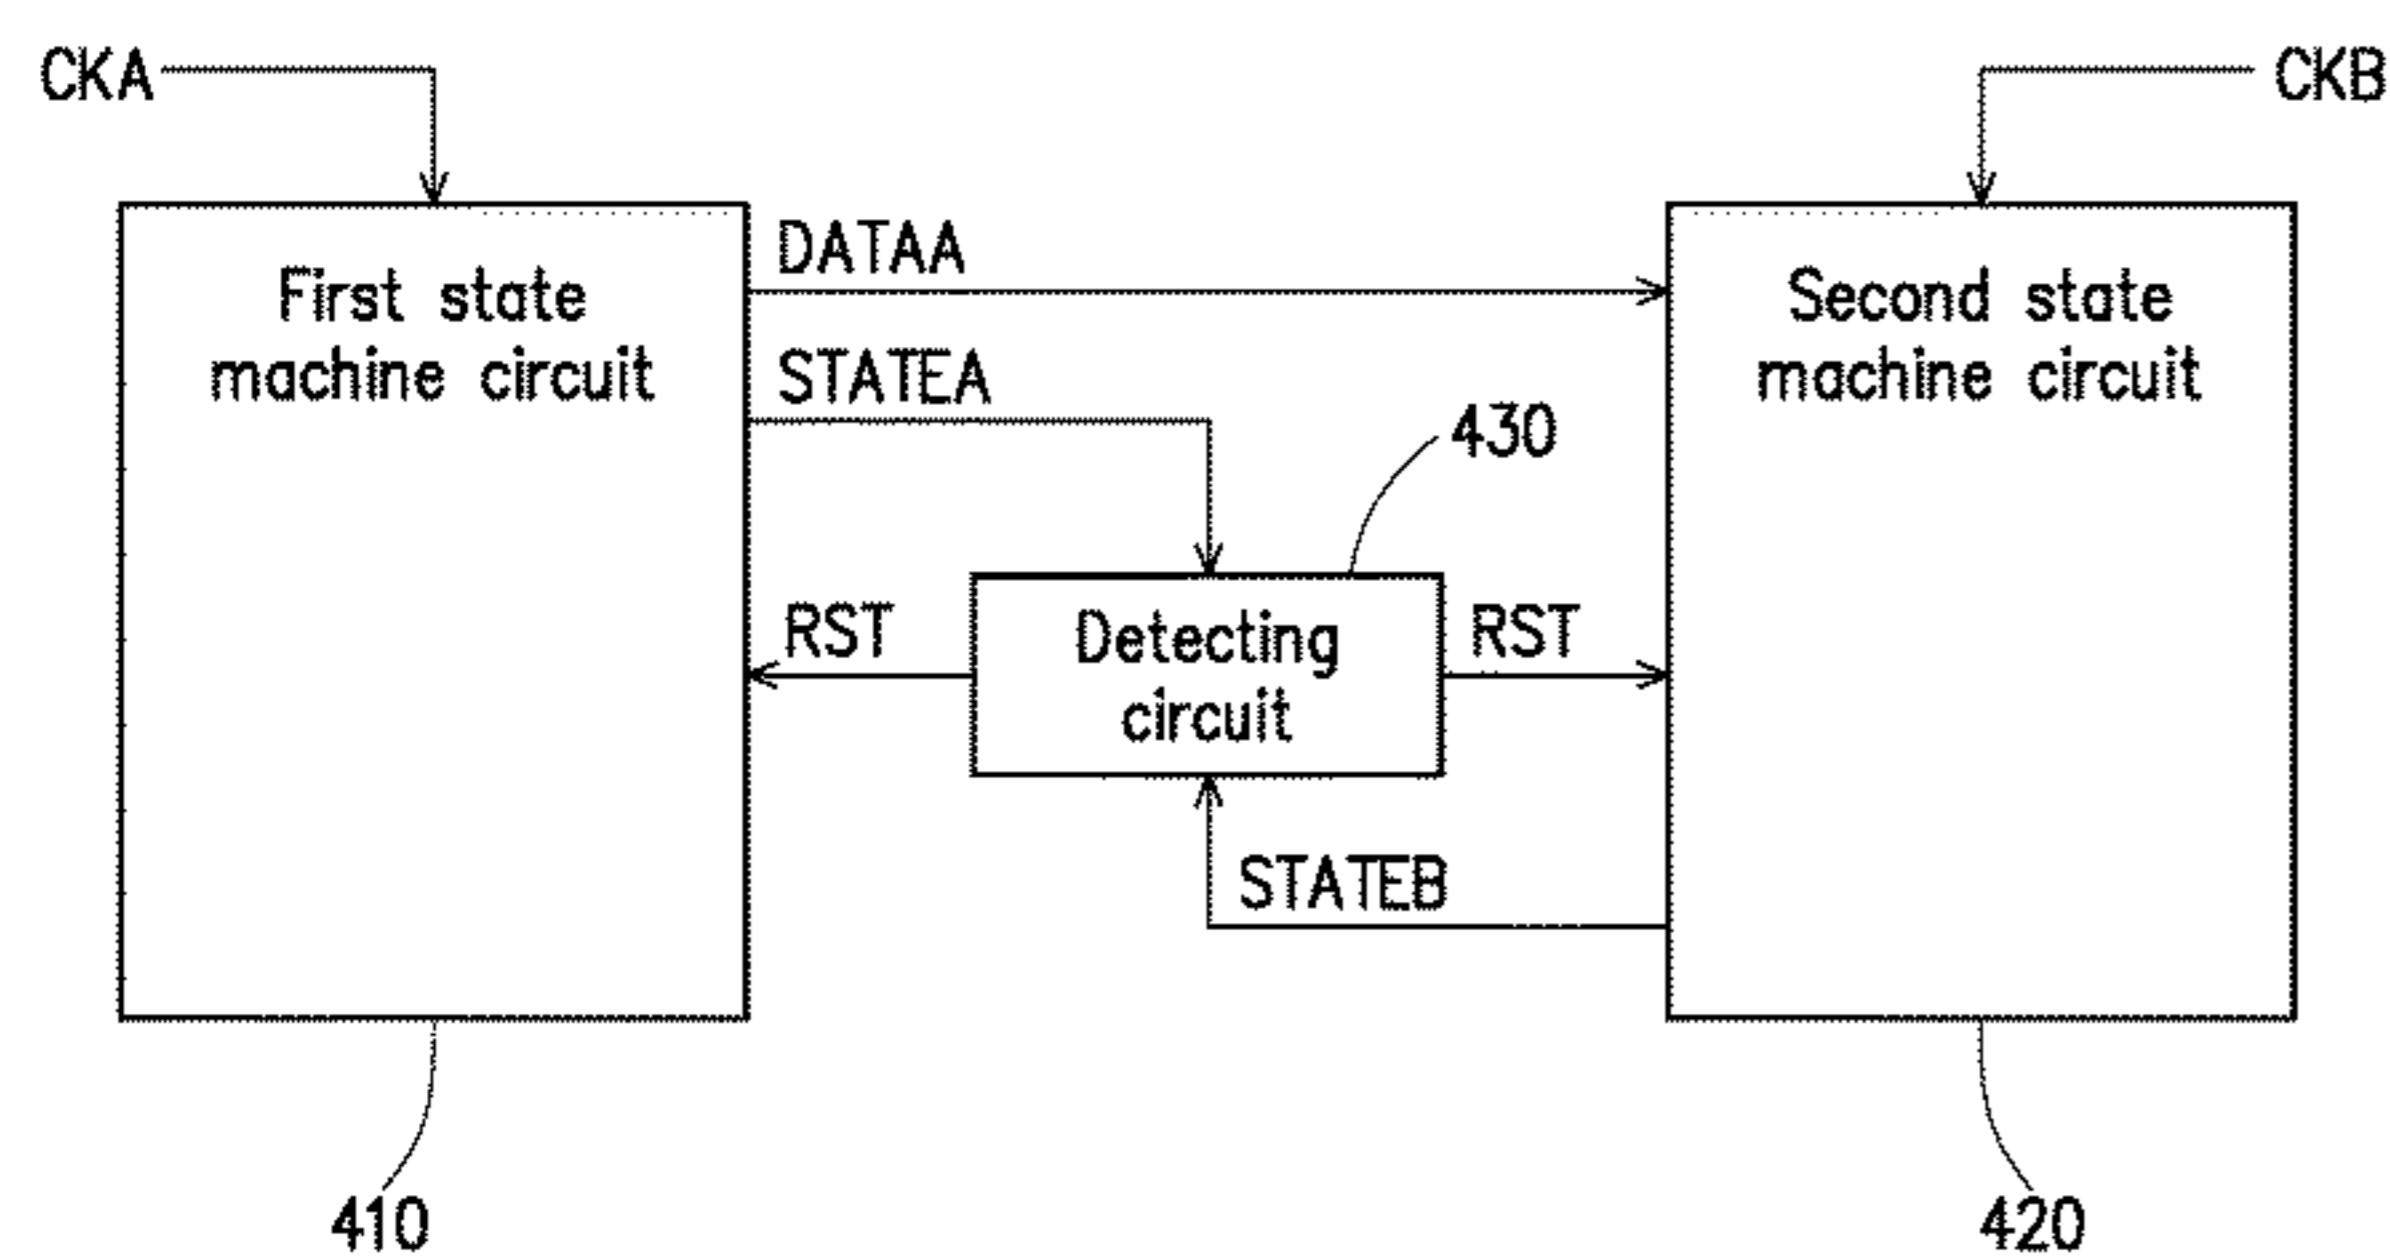 CKA
CKB
DATAA
First state
machine circuit
Second state
machine circuit
STATEA
430
RST
Detecting
circuit
RST
STATEB
410
420